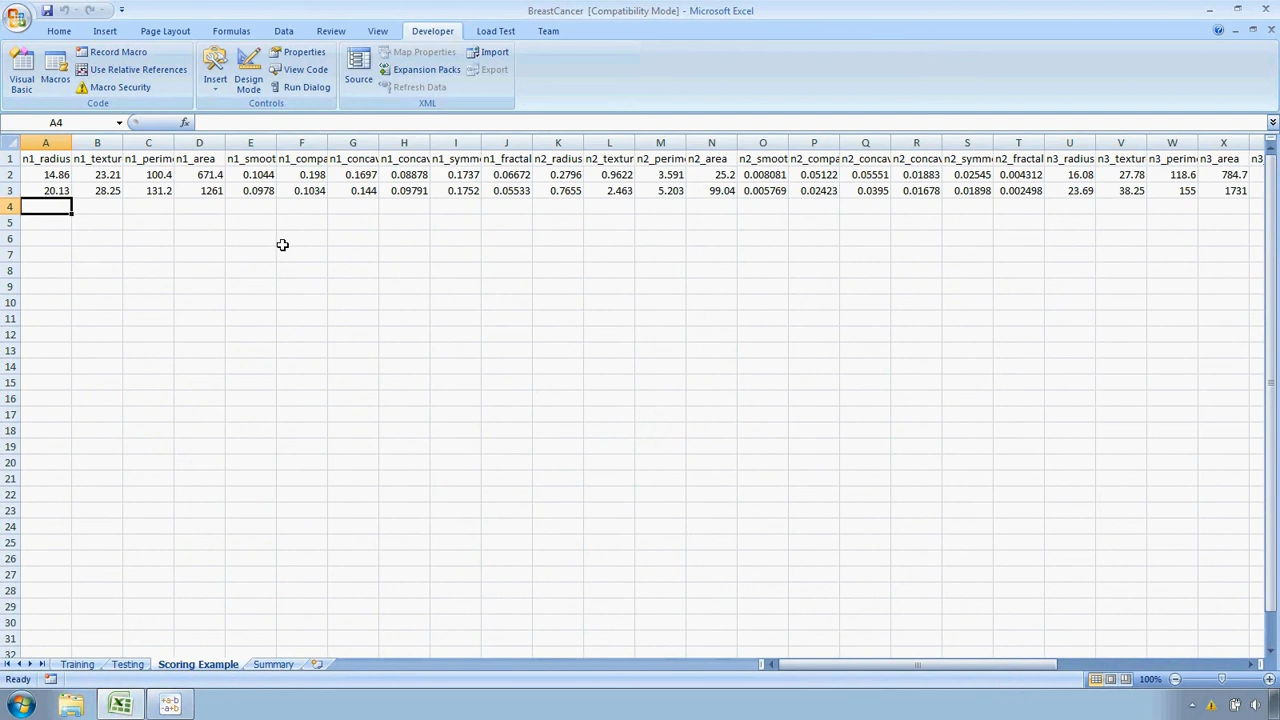 BreastCancer [Compatibility Mode] - Microsoft Excel
Home Insert Page Layout Formulas Data Review View Developer Load Test Team
Visual Basic
Macros
Record Macro
Use Relative References
Macro Security
Code
Insert
Design Mode
Properties
View Code
Run Dialog
Controls
Source
Map Properties
Expansion Packs
Refresh Data
Import
Export
XML
A4
fx
A B C D E F G H I J K L M N O P Q R S T U V W X
1 n1_radius n1_textur n1_perime n1_area n1_smoot n1_compa n1_concav n1_concav n1_symme n1_fractal n2_radius n2_textur n2_perime n2_area n2_smoot n2_compa n2_concav n2_concav n2_symme n2_fractal n3_radius n3_textur n3_perime n3_area n3
2 14.86 23.21 100.4 671.4 0.1044 0.198 0.1697 0.08878 0.1737 0.06672 0.2796 0.9622 3.591 25.2 0.008081 0.05122 0.05551 0.01883 0.02545 0.004312 16.08 27.78 118.6 784.7
3 20.13 28.25 131.2 1261 0.0978 0.1034 0.144 0.09791 0.1752 0.05533 0.7655 2.463 5.203 99.04 0.005769 0.02423 0.0395 0.01678 0.01898 0.002498 23.69 38.25 155 1731
4
5
6
7
8
9
10
11
12
13
14
15
16
17
18
19
20
21
22
23
24
25
26
27
28
29
30
31
32
Training Testing Scoring Example Summary
Ready 100%
+a-b